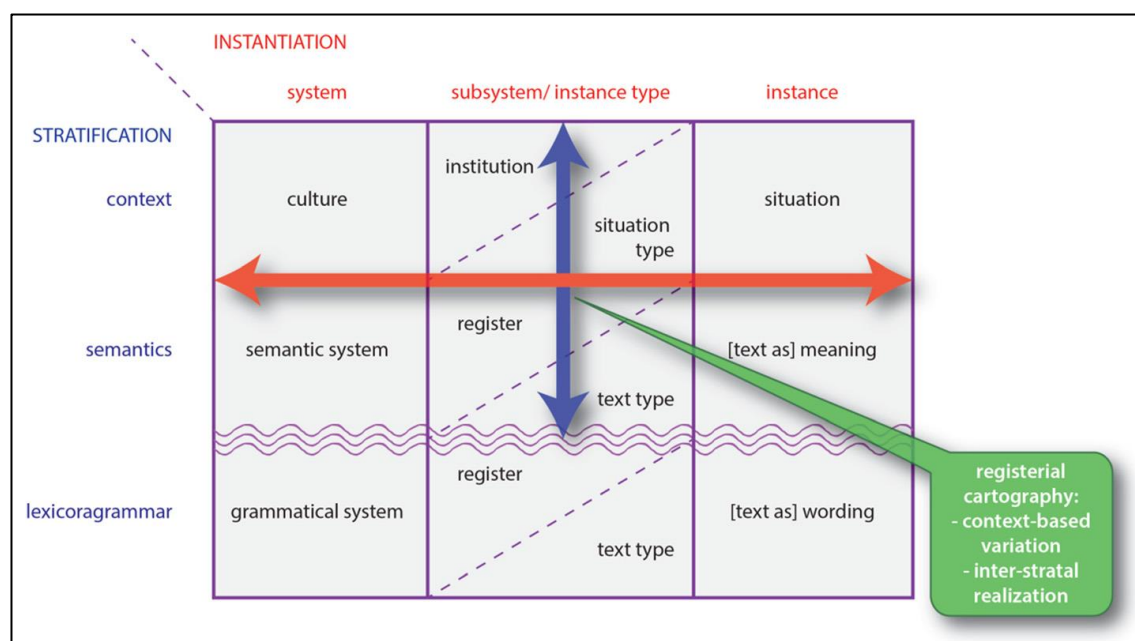 INSTANTIATION
system
subsystem/ instance type
instance
STRATIFICATION
context
culture
institution
situation
type
situation
semantics
semantic system
register
text type
[text as] meaning
lexicoragrammar
grammatical system
register
text type
[text as] wording
registerial
cartography:
- context-based
variation
- inter-stratal
realization